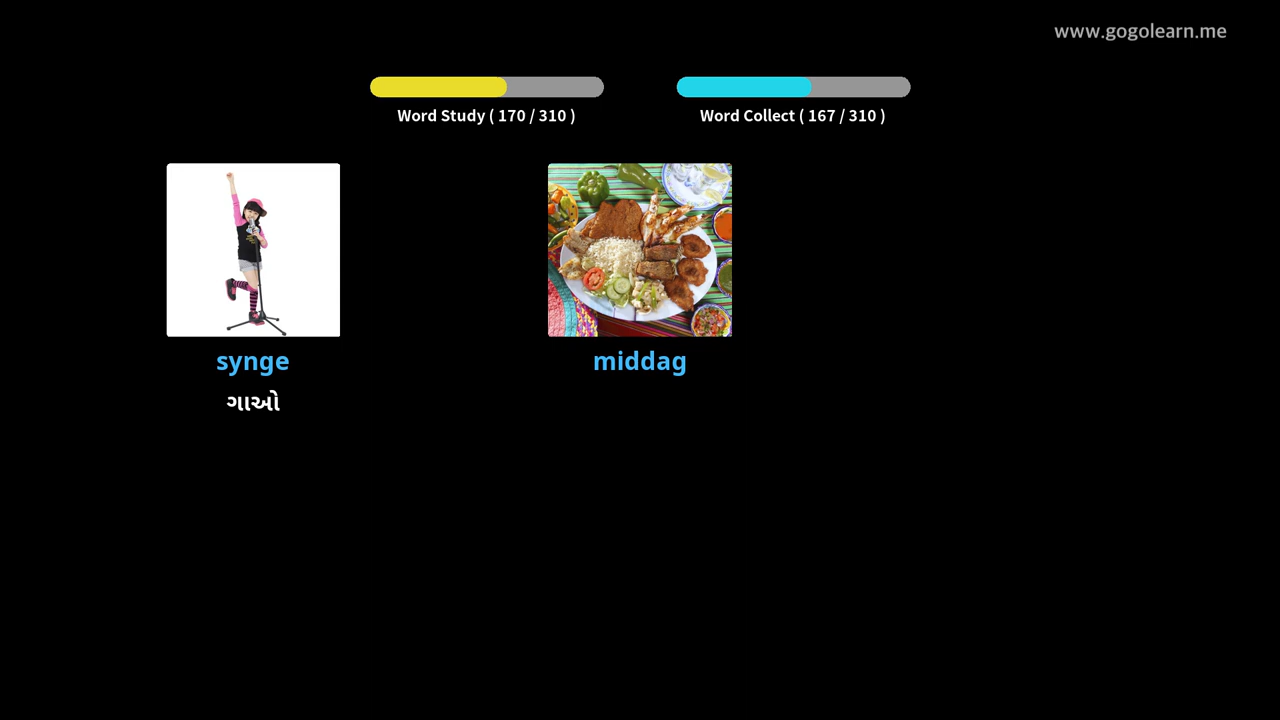 www.gogolearn.me
Word Study ( 170 / 310 )
Word Collect ( 167 / 310 )
synge
middag
ગાઓ